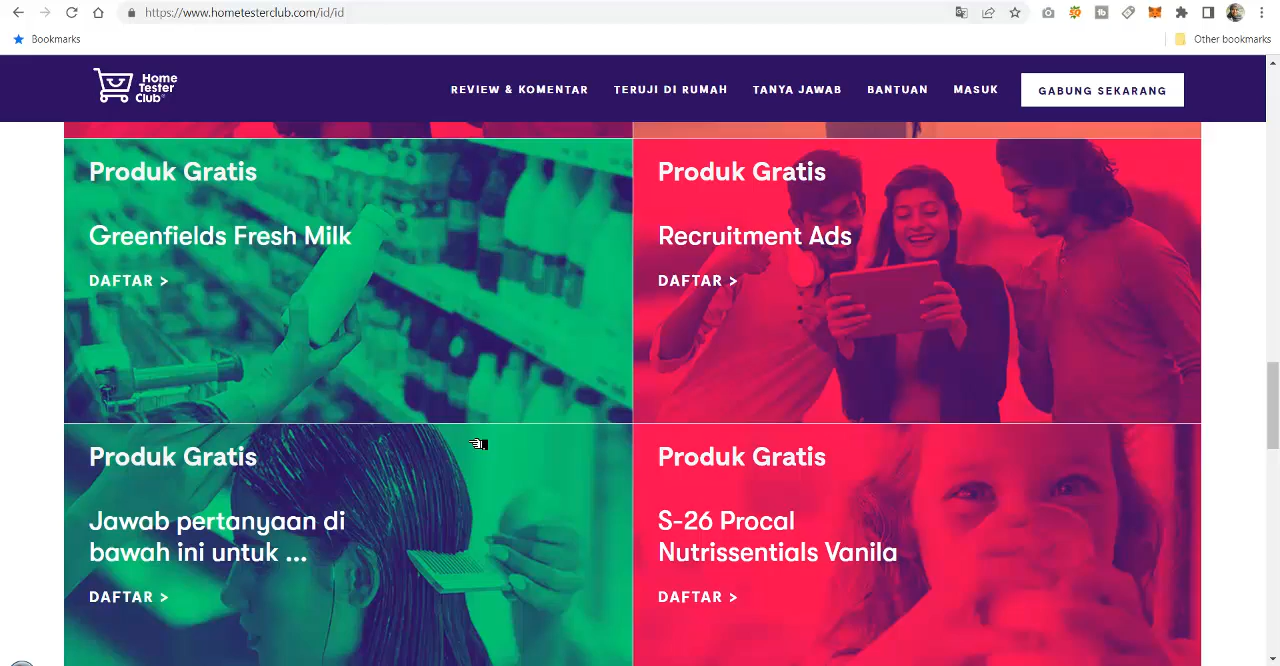 https://www.hometesterclub.com/id/id
Bookmarks
Other bookmarks
Home
Tester
Club
REVIEW & KOMENTAR
TERUJI DI RUMAH
TANYA JAWAB
BANTUAN
MASUK
GABUNG SEKARANG
Produk Gratis
Greenfields Fresh Milk
DAFTAR >
Produk Gratis
Recruitment Ads
DAFTAR >
Produk Gratis
Jawab pertanyaan di
bawah ini untuk ...
DAFTAR >
Produk Gratis
S-26 Procal
Nutrissentials Vanila
DAFTAR >